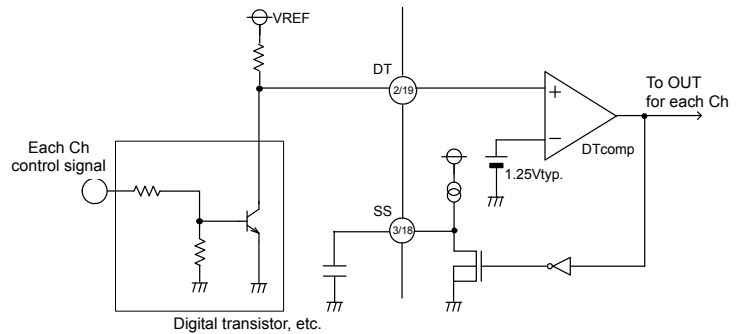 VREF
DT
2/19
To OUT
for each Ch
+
−
DTcomp
Each Ch
control signal
1.25Vtyp.
SS
3/18
Digital transistor, etc.